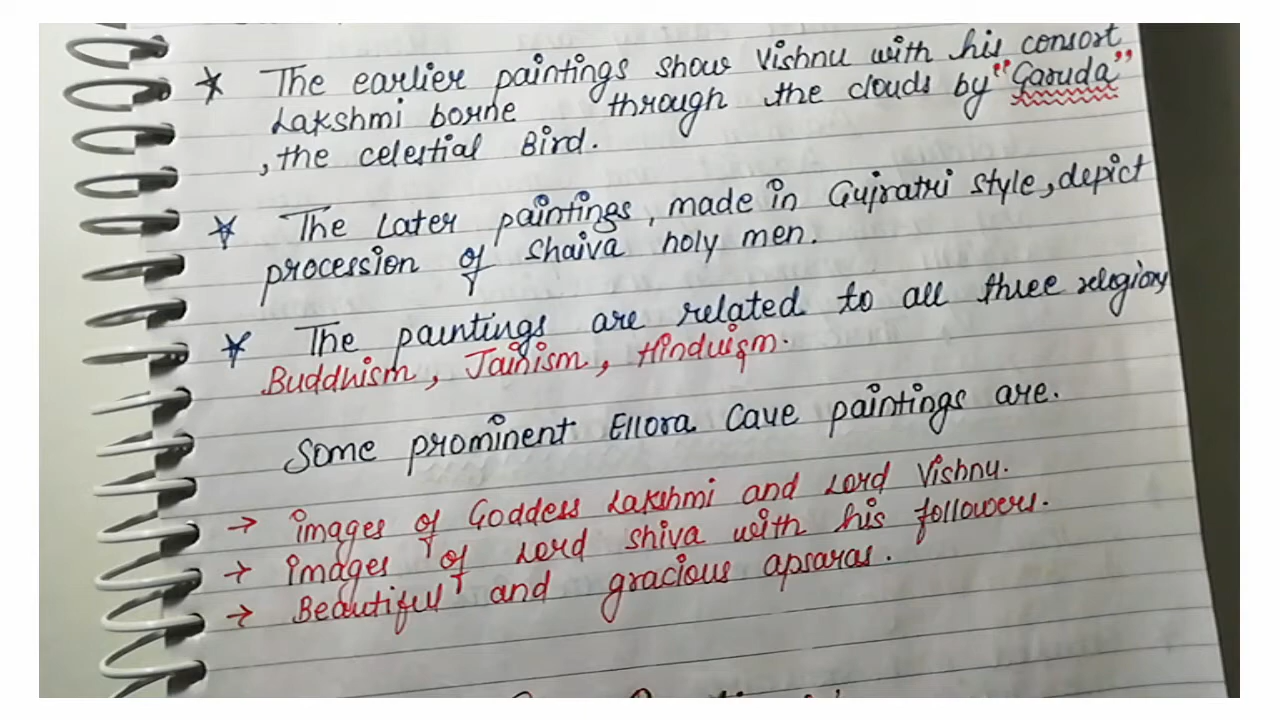 ☆ The earlier paintings show Vishnu with his consort
Lakshmi borne through the clouds by "Garuda"
, the celestial Bird.
☆ The Later paintings, made in Gujratri style, depict
procession of Shaiva holy men.
☆ The paintings are related to all three religiony
Buddhism, Jainism, Hinduism.
Some prominent Ellora Cave paintings are.
→ images of Goddess Lakshmi and Lord Vishnu.
→ images of Lord Shiva with his followers.
→ Beautiful and gracious apsaras.